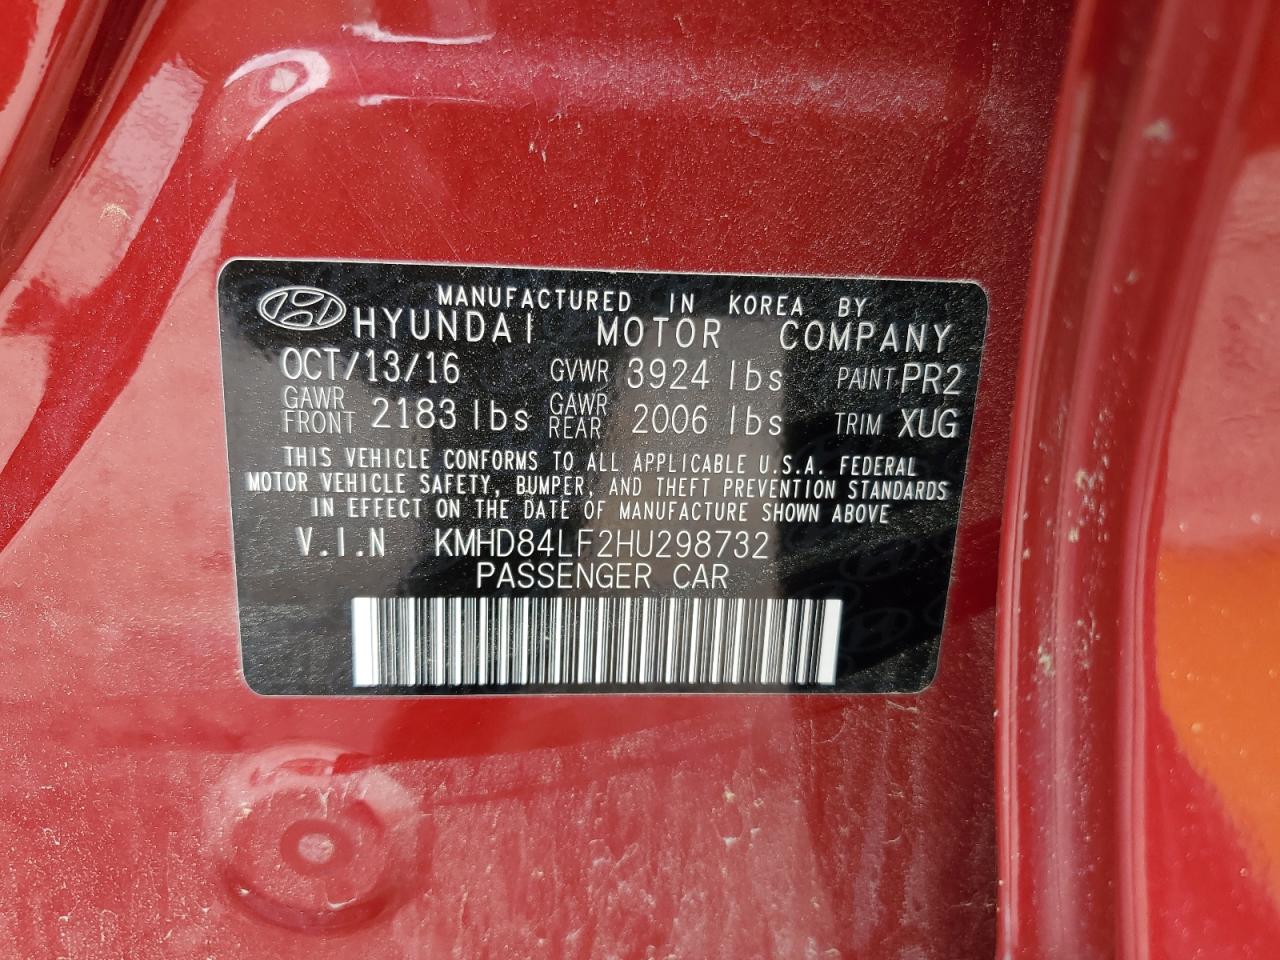 MANUFACTURED IN KOREA BY
HYUNDAI MOTOR COMPANY
OCT/13/16 GVWR 3924 lbs PAINT PR2
GAWR FRONT 2183 lbs GAWR REAR 2006 lbs TRIM XUG
THIS VEHICLE CONFORMS TO ALL APPLICABLE U.S.A. FEDERAL
MOTOR VEHICLE SAFETY, BUMPER, AND THEFT PREVENTION STANDARDS
IN EFFECT ON THE DATE OF MANUFACTURE SHOWN ABOVE
V.I.N KMHD84LF2HU298732
PASSENGER CAR